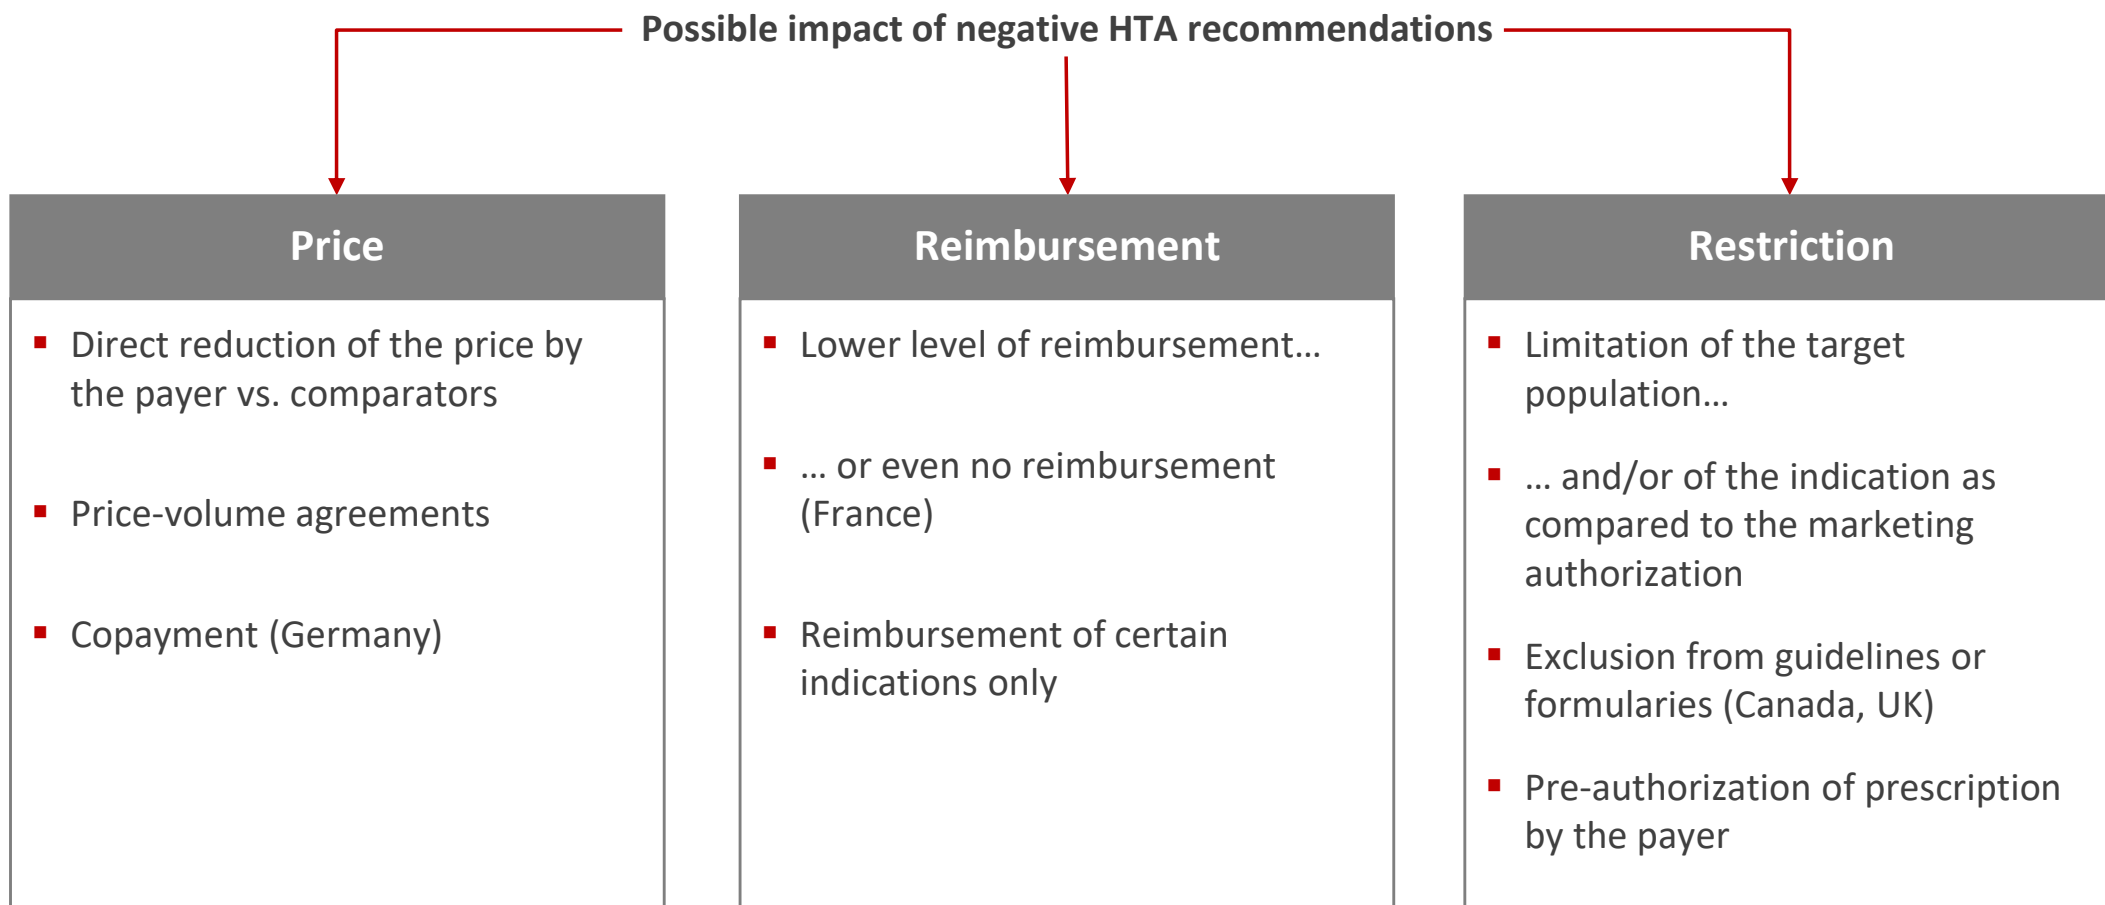 Possible impact of negative HTA recommendations
Price
▪ Direct reduction of the price by
the payer vs. comparators
▪ Price-volume agreements
▪ Copayment (Germany)
Reimbursement
▪ Lower level of reimbursement…
▪ … or even no reimbursement
(France)
▪ Reimbursement of certain
indications only
Restriction
▪ Limitation of the target
population…
▪ … and/or of the indication as
compared to the marketing
authorization
▪ Exclusion from guidelines or
formularies (Canada, UK)
▪ Pre-authorization of prescription
by the payer